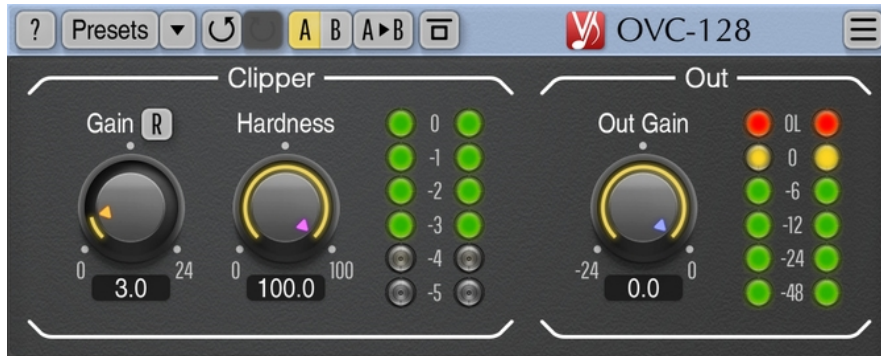 ? Presets A B A▸B OVC-128
Clipper
Out
Gain R Hardness
0
-1
-2
-3
-4
-5
0 24
3.0
0 100
100.0
Out Gain
OL
0
-6
-12
-24
-48
-24 0
0.0